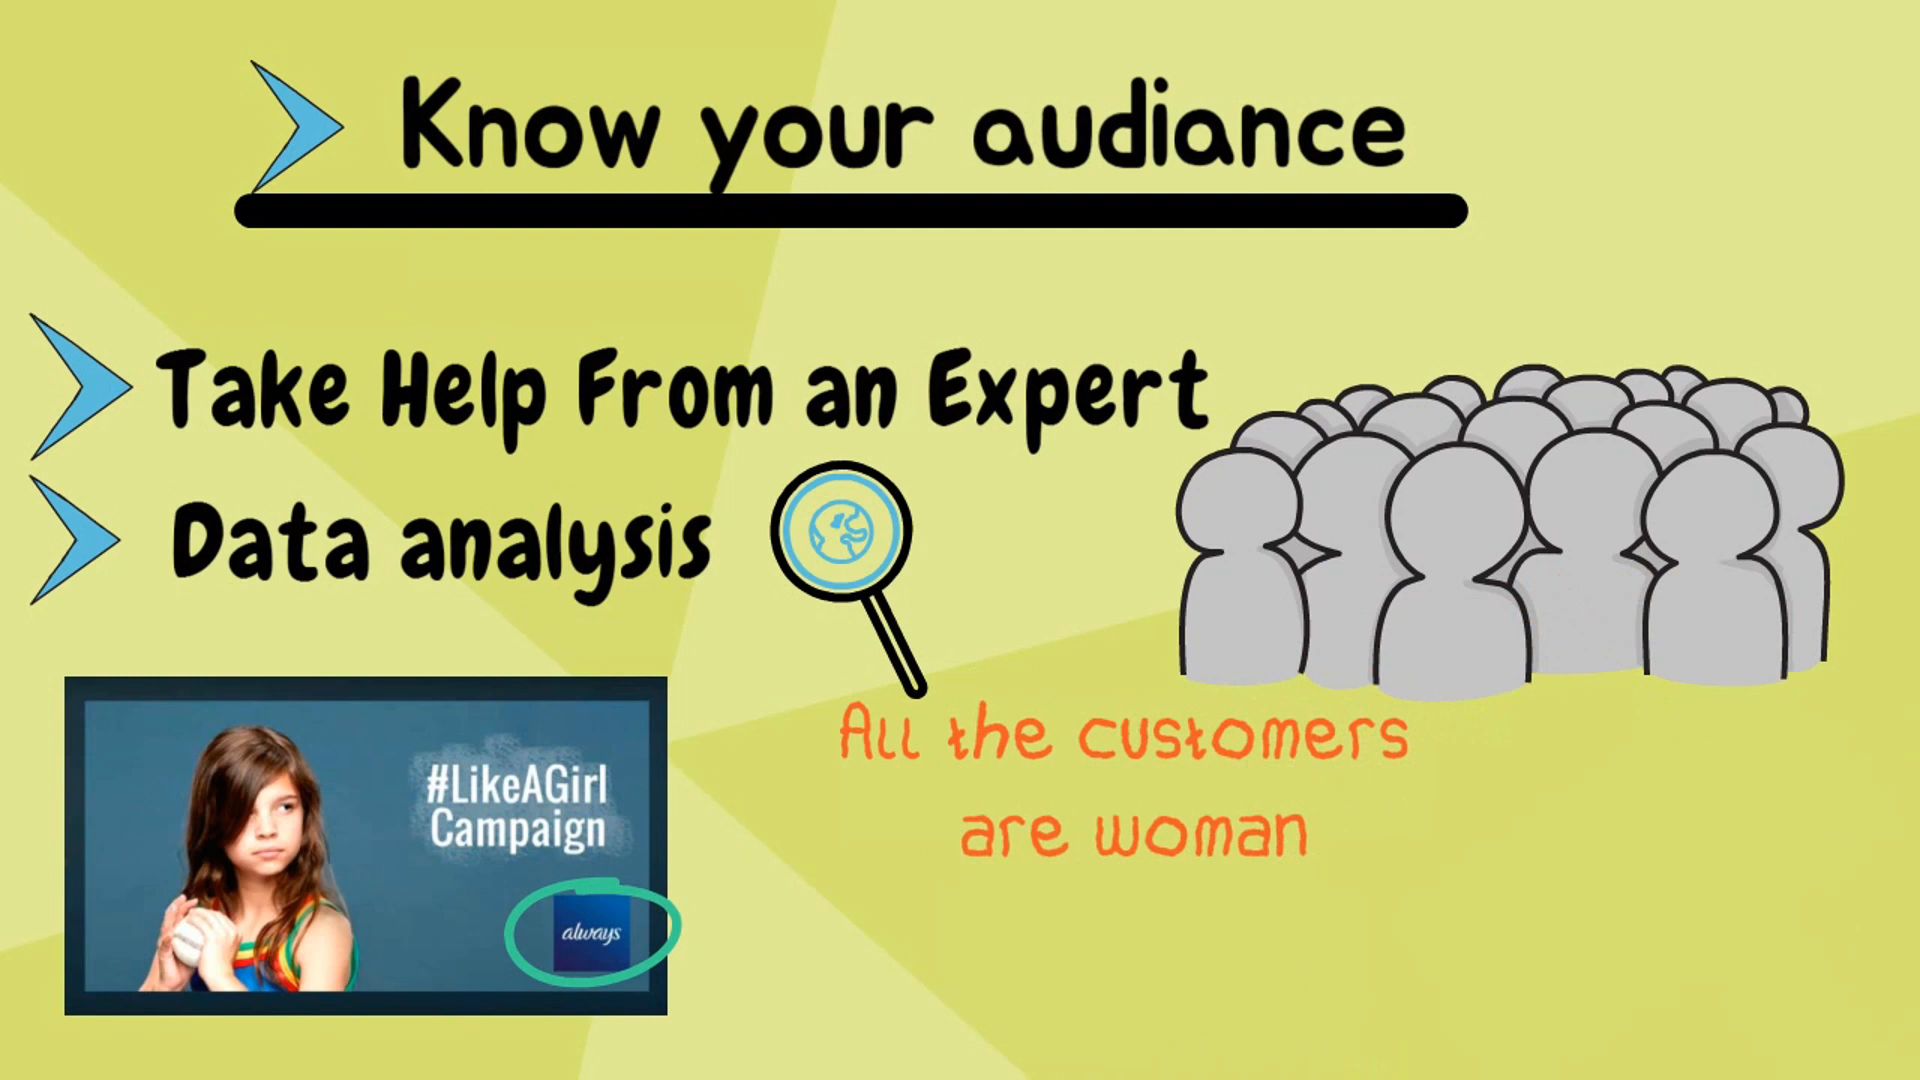 Know your audiance
Take Help From an Expert
Data analysis
#LikeAGirl
Campaign
always
All the customers
are woman